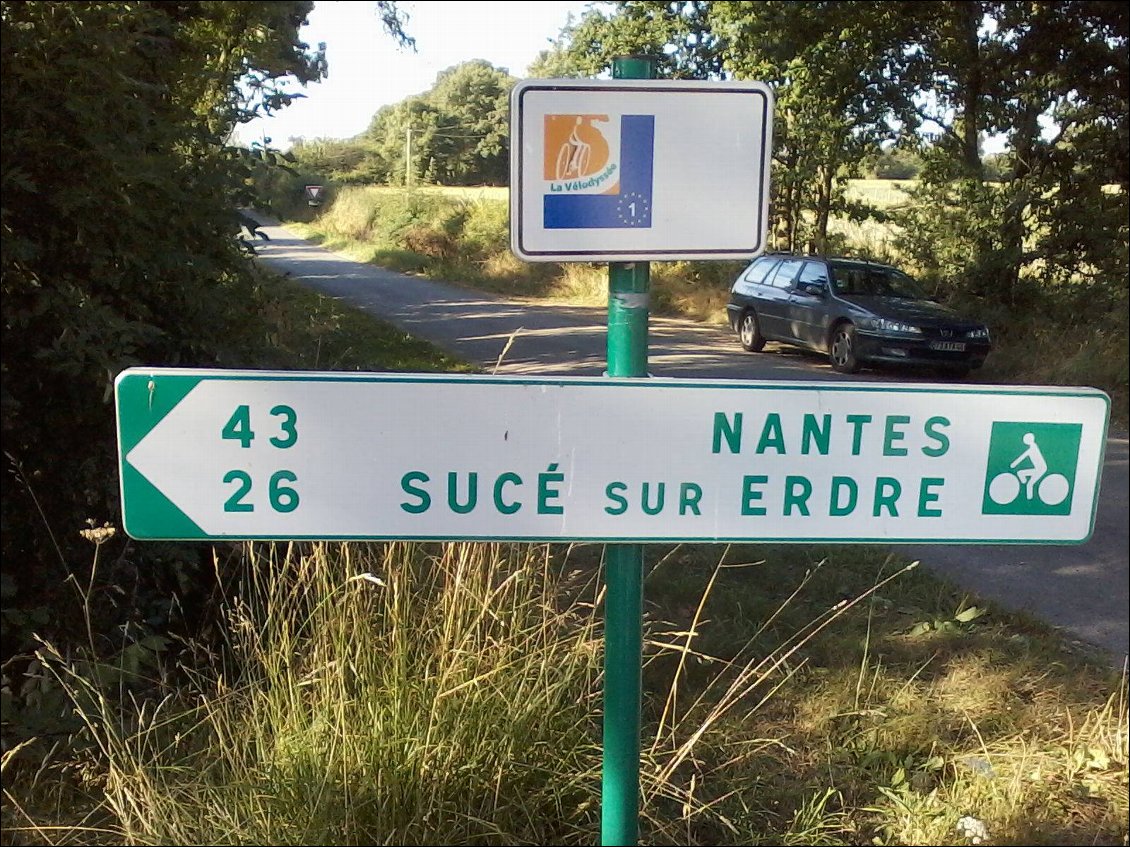 La Vélodyssée
1
43 NANTES
26 SUCÉ SUR ERDRE